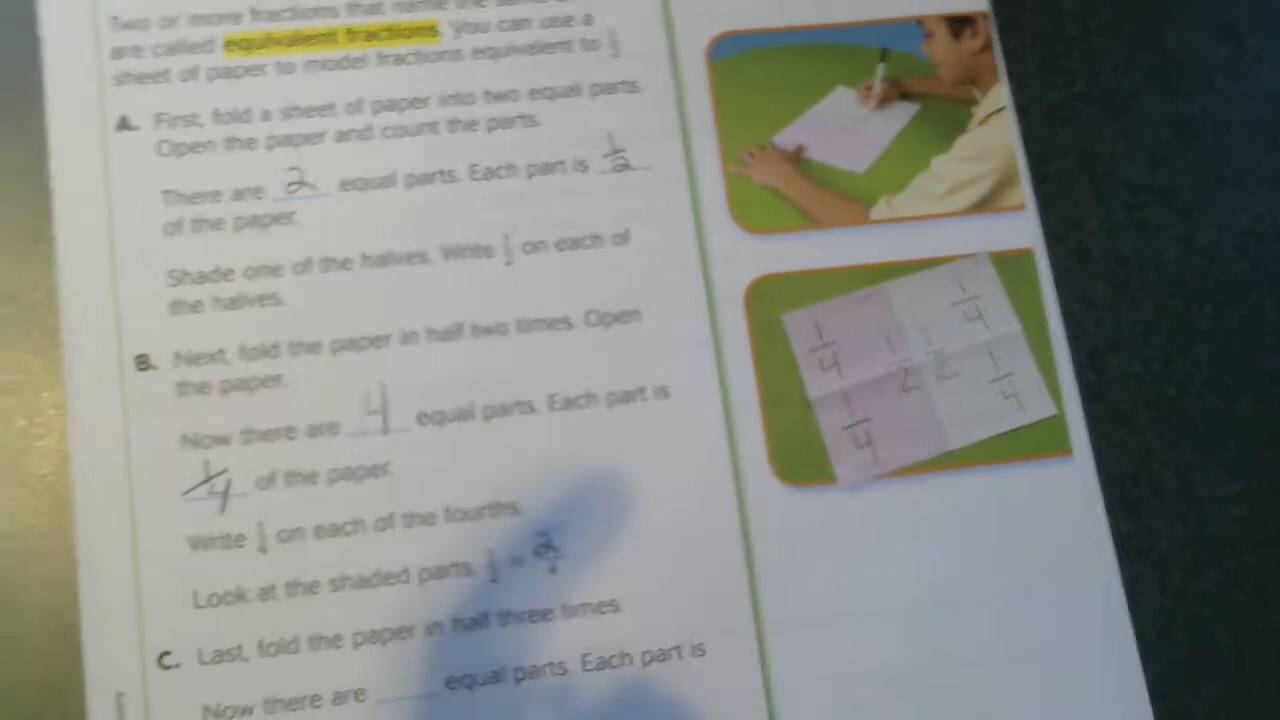 Two or more fractions that name the
are called equivalent fractions. You can use a
sheet of paper to model fractions equivalent to 1/2
A. First, fold a sheet of paper into two equal parts.
Open the paper and count the parts.
There are 2 equal parts. Each part is 1/2
of the paper.
Shade one of the halves. Write 1/2 on each of
the halves.
B. Next, fold the paper in half two times. Open
the paper.
Now there are 4 equal parts. Each part is
1/4 of the paper.
Write 1/4 on each of the fourths.
Look at the shaded parts. 1/2 = 2/4
C. Last, fold the paper in half three times.
Now there are ____ equal parts. Each part is
1/4
1/2
1/4
1/4
1/2
1/4